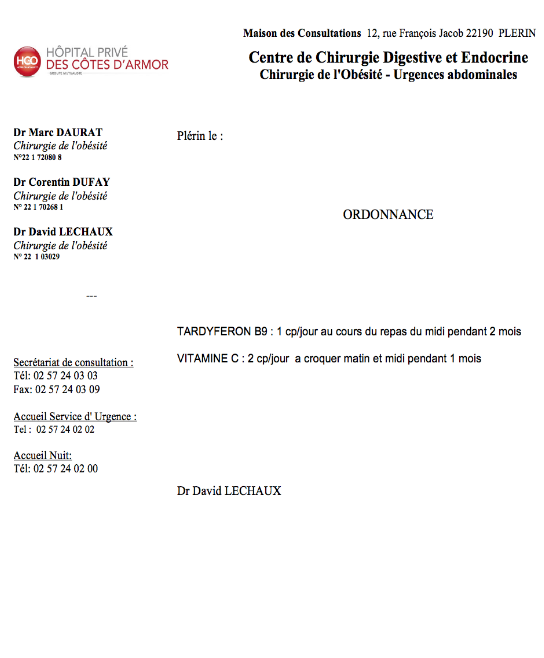 Maison des Consultations 12, rue François Jacob 22190 PLERIN
HPCA
HÔPITAL PRIVÉ
DES CÔTES D'ARMOR
Centre de Chirurgie Digestive et Endocrine
Chirurgie de l'Obésité - Urgences abdominales
Dr Marc DAURAT
Chirurgie de l'obésité
N°22 1 72080 8
Dr Corentin DUFAY
Chirurgie de l'obésité
N° 22 1 70268 1
Dr David LECHAUX
Chirurgie de l'obésité
N° 22 1 03029
---
Secrétariat de consultation :
Tél: 02 57 24 03 03
Fax: 02 57 24 03 09
Accueil Service d' Urgence :
Tel : 02 57 24 02 02
Accueil Nuit:
Tél: 02 57 24 02 00
Plérin le :
ORDONNANCE
TARDYFERON B9 : 1 cp/jour au cours du repas du midi pendant 2 mois
VITAMINE C : 2 cp/jour a croquer matin et midi pendant 1 mois
Dr David LECHAUX